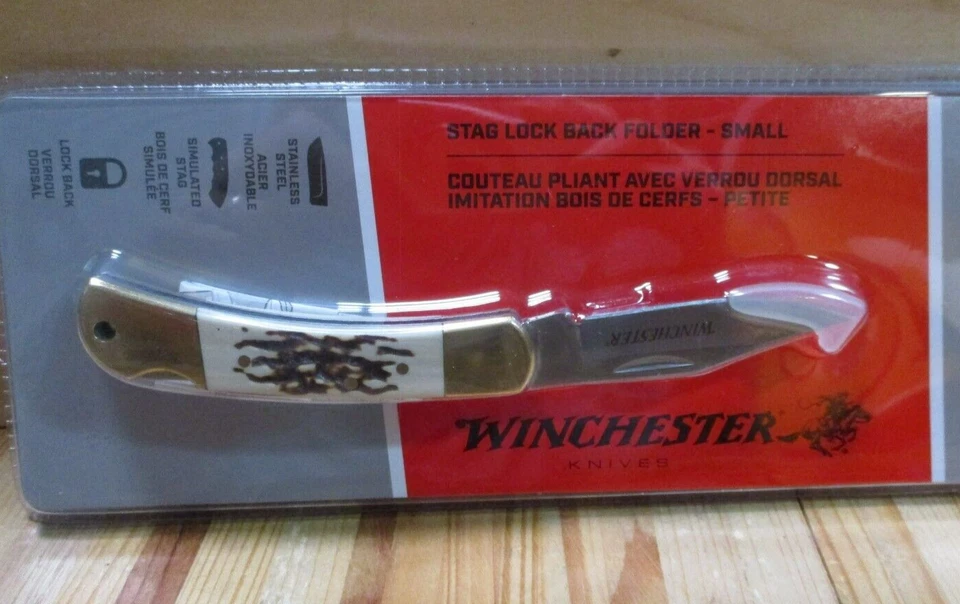 STAG LOCK BACK FOLDER - SMALL
COUTEAU PLIANT AVEC VERROU DORSAL
IMITATION BOIS DE CERFS - PETITE
STAINLESS
STEEL
ACIER
INOXYDABLE
SIMULATED
STAG
BOIS DE CERF
SIMULÉE
LOCK BACK
VERROU
DORSAL
WINCHESTER
WINCHESTER
KNIVES